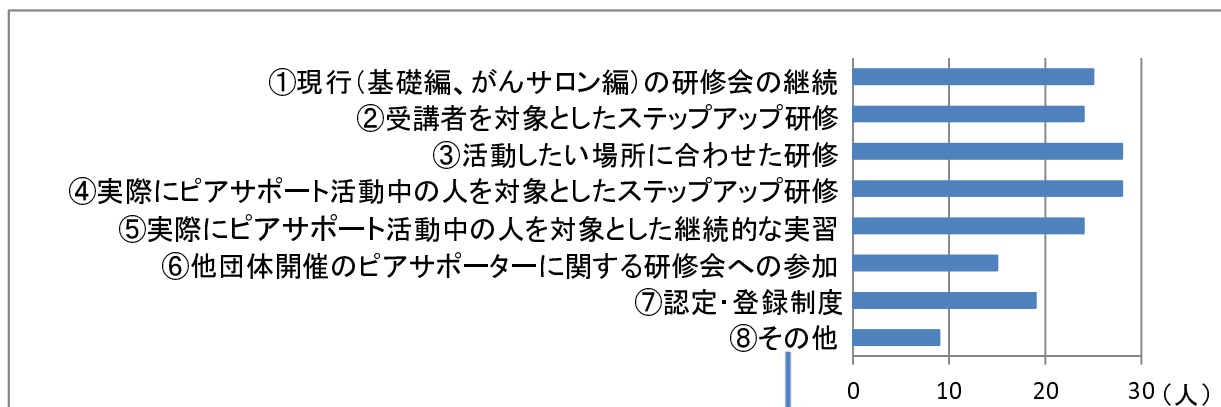 ①現行(基礎編、がんサロン編)の研修会の継続
②受講者を対象としたステップアップ研修
③活動したい場所に合わせた研修
④実際にピアサポート活動中の人を対象としたステップアップ研修
⑤実際にピアサポート活動中の人を対象とした継続的な実習
⑥他団体開催のピアサポーターに関する研修会への参加
⑦認定・登録制度
⑧その他
0 10 20 30 (人)